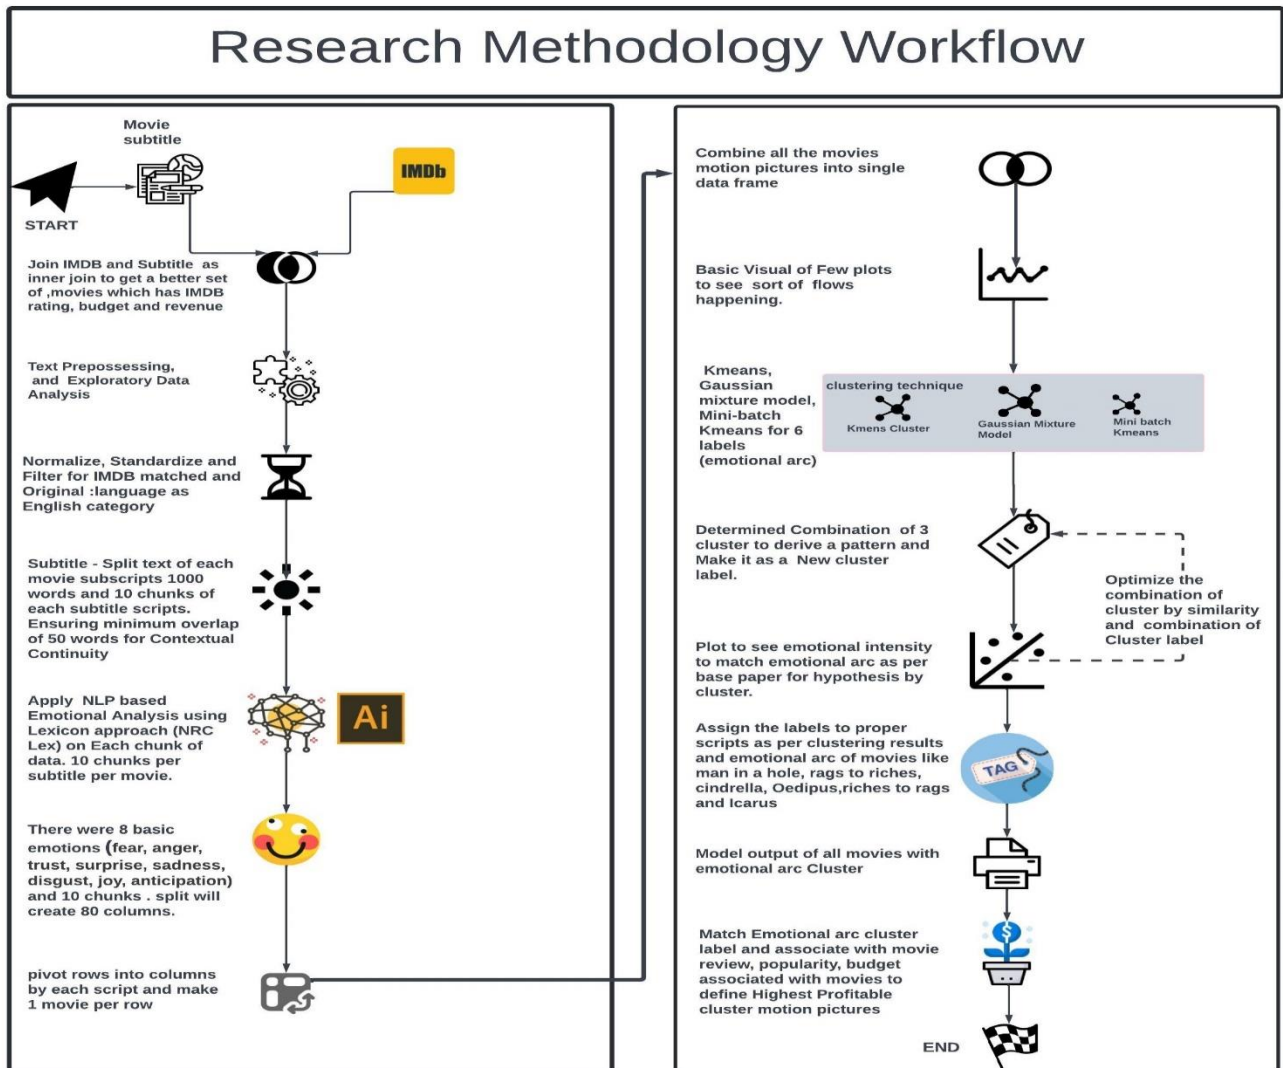 Research Methodology Workflow
Movie
subtitle
IMDb
START
Join IMDB and Subtitle as
inner join to get a better set
of ,movies which has IMDB
rating, budget and revenue
Text Prepossessing,
and Exploratory Data
Analysis
Normalize, Standardize and
Filter for IMDB matched and
Original :language as
English category
Subtitle - Split text of each
movie subscripts 1000
words and 10 chunks of
each subtitle scripts.
Ensuring minimum overlap
of 50 words for Contextual
Continuity
Apply NLP based
Emotional Analysis using
Lexicon approach (NRC
Lex) on Each chunk of
data. 10 chunks per
subtitle per movie.
Ai
There were 8 basic
emotions (fear, anger,
trust, surprise, sadness,
disgust, joy, anticipation)
and 10 chunks . split will
create 80 columns.
pivot rows into columns
by each script and make
1 movie per row
Combine all the movies
motion pictures into single
data frame
Basic Visual of Few plots
to see sort of flows
happening.
Kmeans,
Gaussian
mixture model,
Mini-batch
Kmeans for 6
labels
(emotional arc)
clustering technique
Kmens Cluster
Gaussian Mixture
Model
Mini batch
Kmeans
Determined Combination of 3
cluster to derive a pattern and
Make it as a New cluster
label.
Optimize the
combination of
cluster by similarity
and combination of
Cluster label
Plot to see emotional intensity
to match emotional arc as per
base paper for hypothesis by
cluster.
Assign the labels to proper
scripts as per clustering results
and emotional arc of movies like
man in a hole, rags to riches,
cindrella, Oedipus,riches to rags
and Icarus
TAG
Model output of all movies with
emotional arc Cluster
Match Emotional arc cluster
label and associate with movie
review, popularity, budget
associated with movies to
define Highest Profitable
cluster motion pictures
$
END